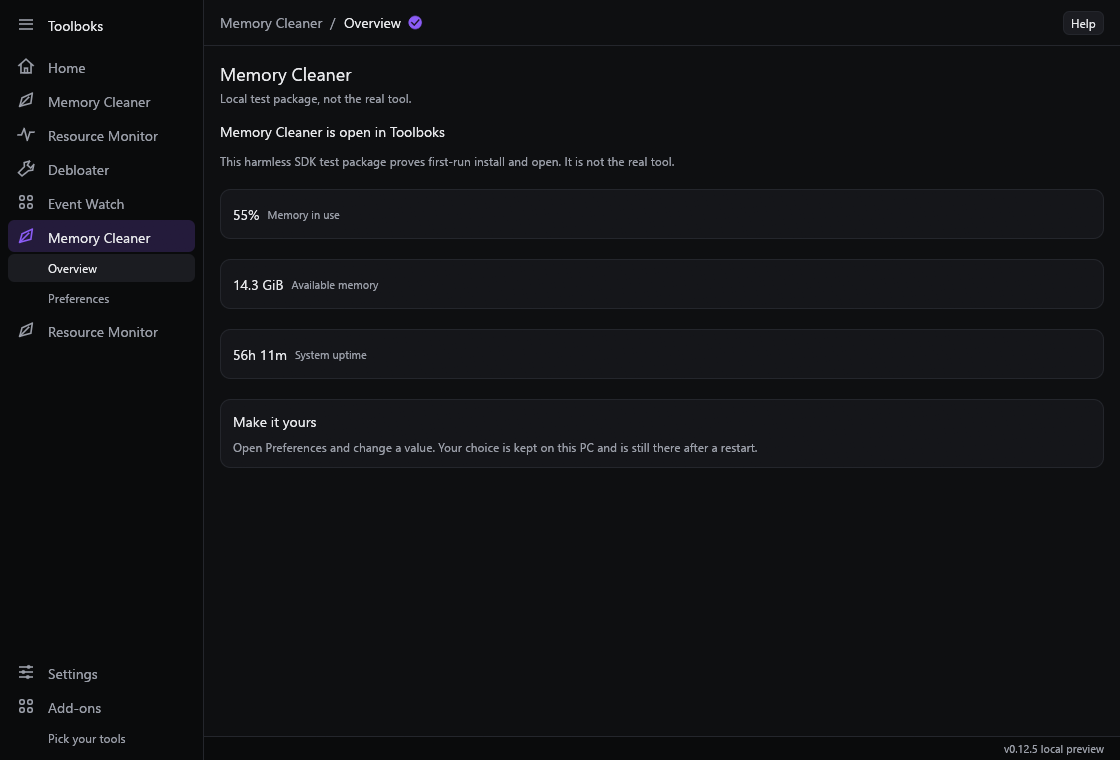 Toolboks
Home
Memory Cleaner
Resource Monitor
Debloater
Event Watch
Memory Cleaner
Overview
Preferences
Resource Monitor
Settings
Add-ons
Pick your tools
Memory Cleaner / Overview
Help
Memory Cleaner
Local test package, not the real tool.
Memory Cleaner is open in Toolboks
This harmless SDK test package proves first-run install and open. It is not the real tool.
55% Memory in use
14.3 GiB Available memory
56h 11m System uptime
Make it yours
Open Preferences and change a value. Your choice is kept on this PC and is still there after a restart.
v0.12.5 local preview